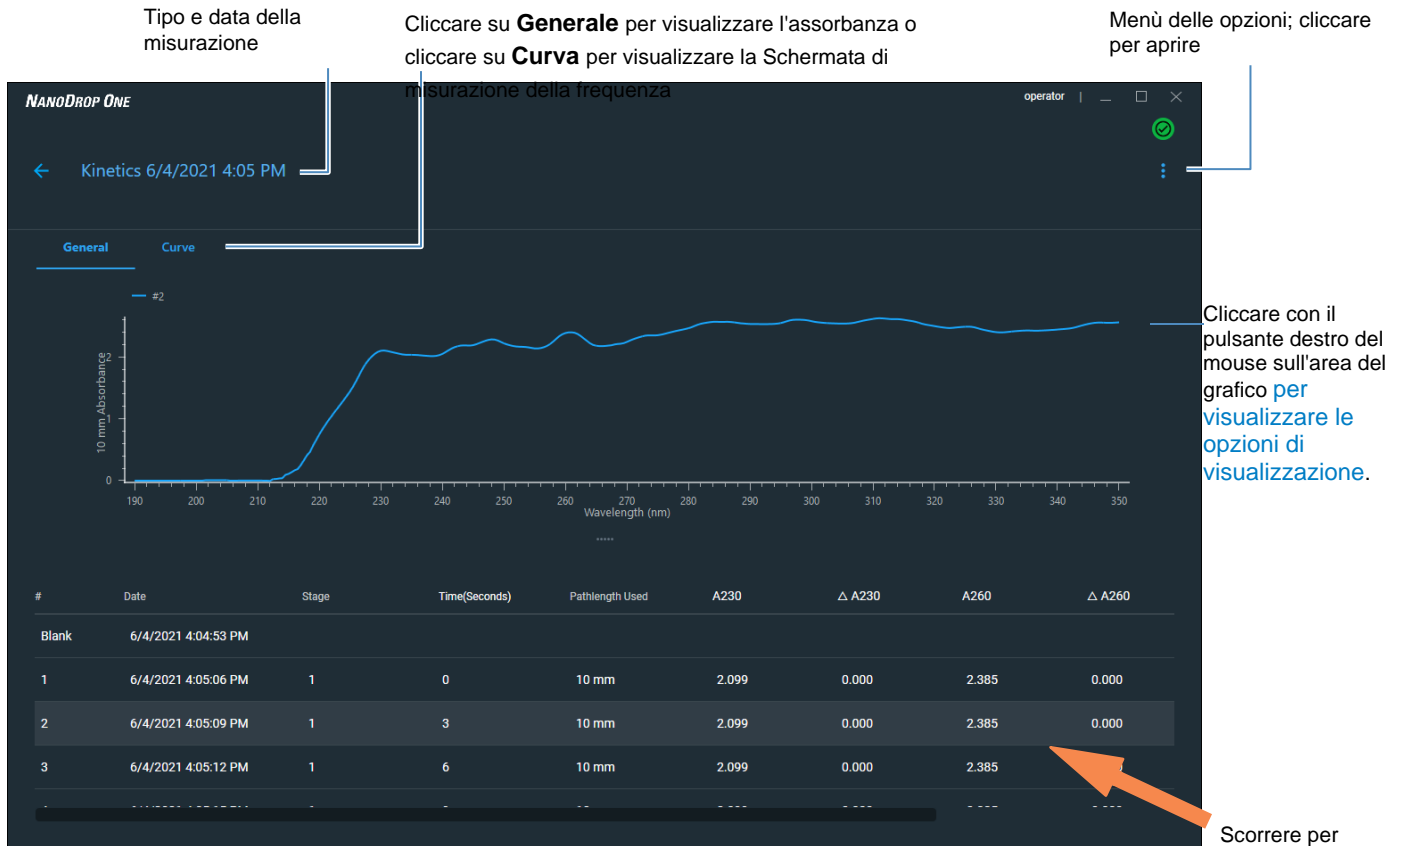 Tipo e data della
misurazione
Cliccare su Generale per visualizzare l'assorbanza o
cliccare su Curva per visualizzare la Schermata di
misurazione della frequenza
Menù delle opzioni; cliccare
per aprire
NANODROP ONE
operator |
Kinetics 6/4/2021 4:05 PM
General Curve
#2
10 mm Absorbance
2
1
0
190 200 210 220 230 240 250 260 270 280 290 300 310 320 330 340 350
Wavelength (nm)
Cliccare con il
pulsante destro del
mouse sull'area del
grafico per
visualizzare le
opzioni di
visualizzazione.
# Date Stage Time(Seconds) Pathlength Used A230 △ A230 A260 △ A260
Blank 6/4/2021 4:04:53 PM
1 6/4/2021 4:05:06 PM 1 0 10 mm 2.099 0.000 2.385 0.000
2 6/4/2021 4:05:09 PM 1 3 10 mm 2.099 0.000 2.385 0.000
3 6/4/2021 4:05:12 PM 1 6 10 mm 2.099 0.000 2.385
Scorrere per